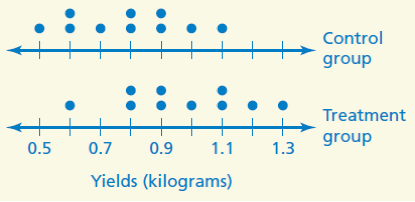 Control
group
Treatment
group
0.5 0.7 0.9 1.1 1.3
Yields (kilograms)